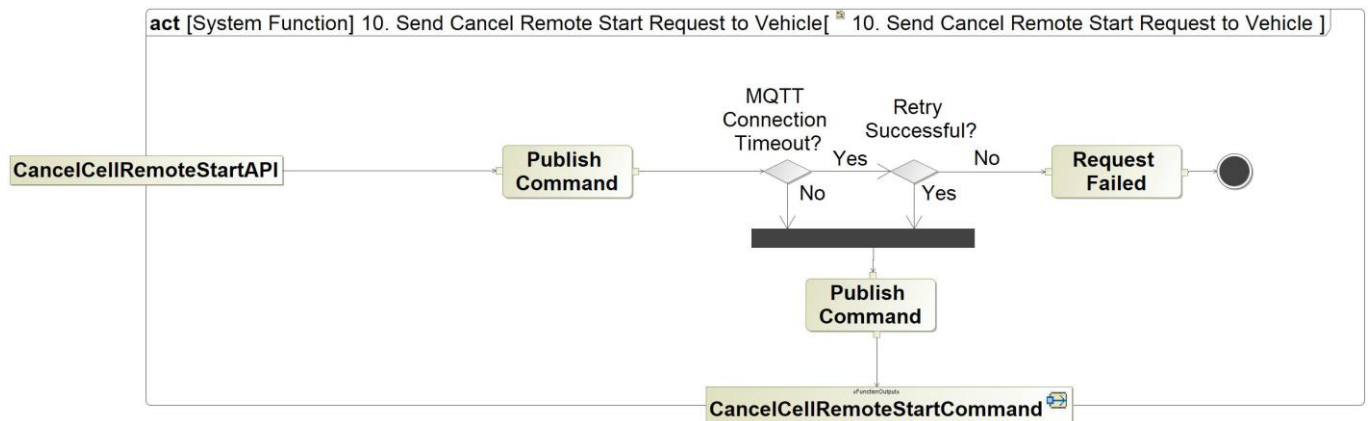 act [System Function] 10. Send Cancel Remote Start Request to Vehicle[ 10. Send Cancel Remote Start Request to Vehicle ]
MQTT
Connection
Timeout?
Retry
Successful?
CancelCellRemoteStartAPI
Publish
Command
Yes
No
Request
Failed
No
Yes
Publish
Command
«FunctionOutput»
CancelCellRemoteStartCommand